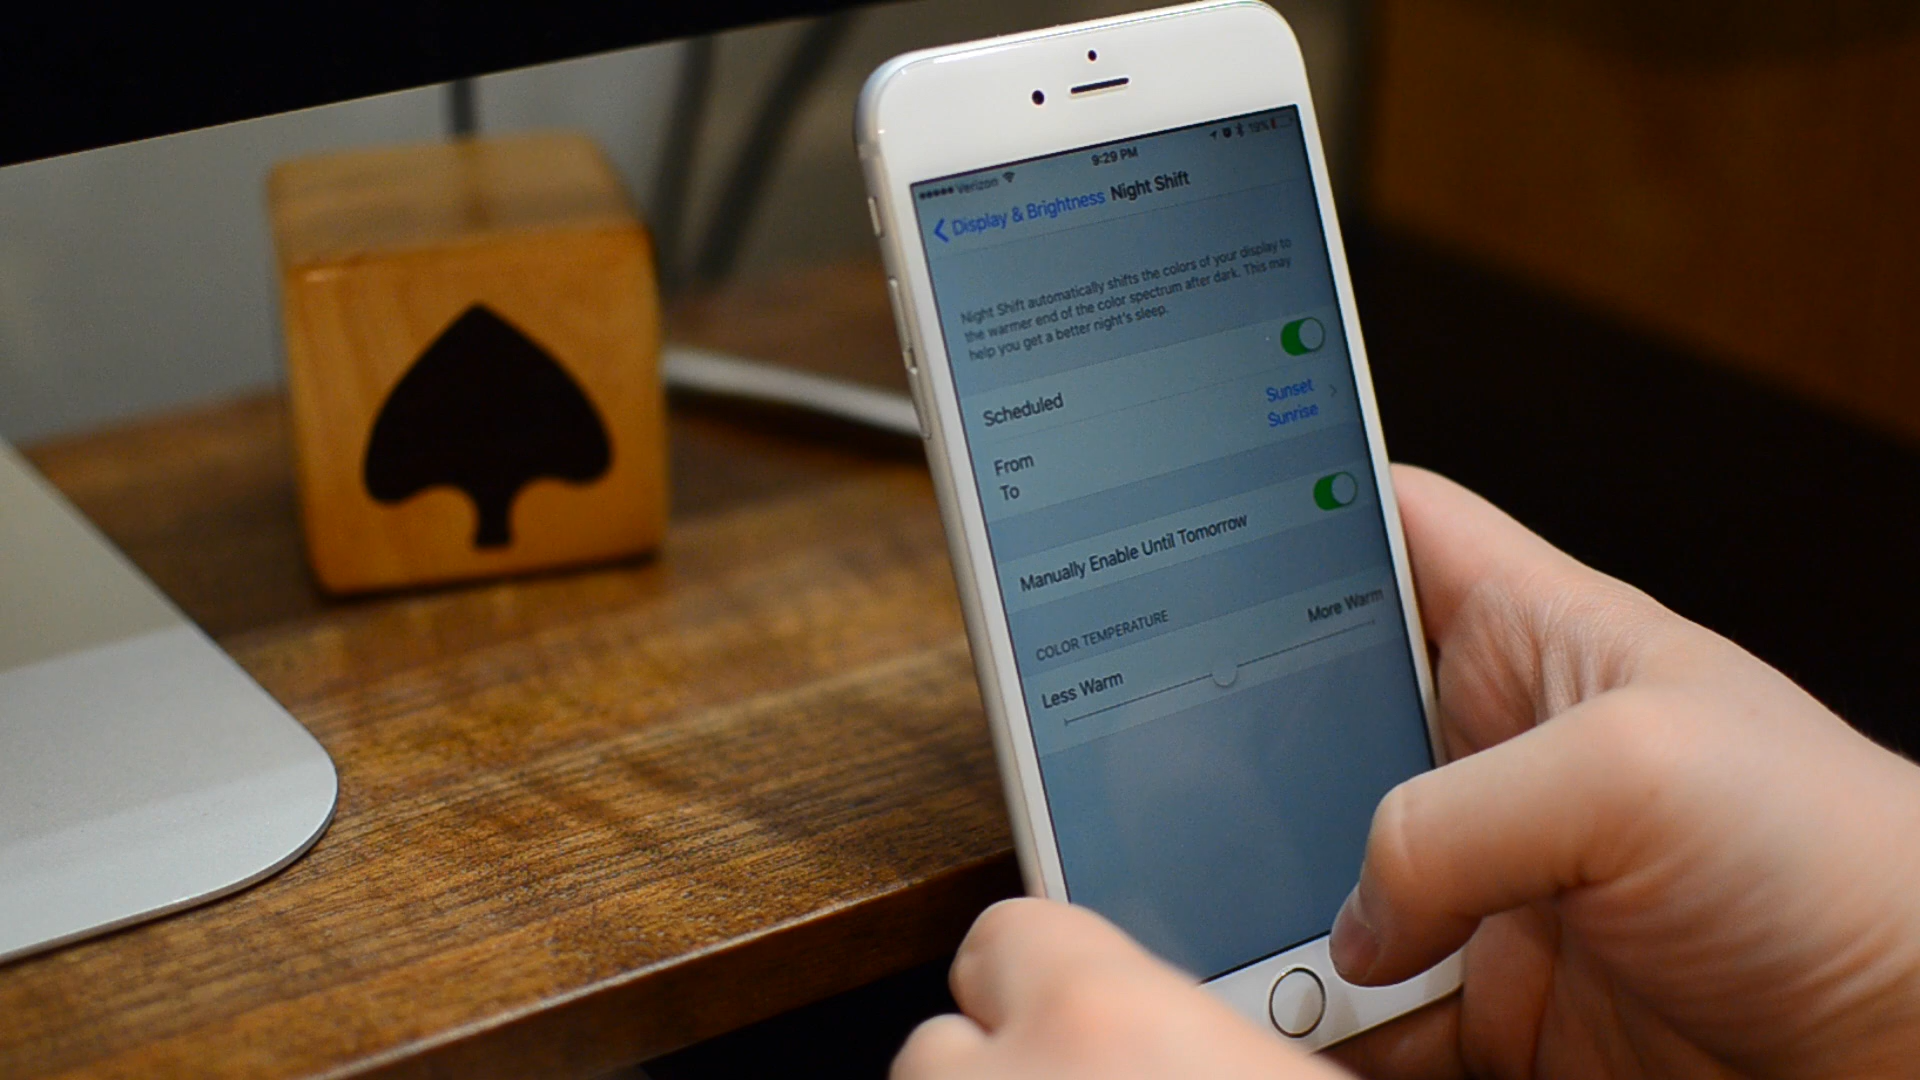 Verizon 9:29 PM 19%
Display & Brightness Night Shift
Night Shift automatically shifts the colors of your display to
the warmer end of the color spectrum after dark. This may
help you get a better night's sleep.
Scheduled
From Sunset
To Sunrise
Manually Enable Until Tomorrow
COLOR TEMPERATURE
Less Warm More Warm